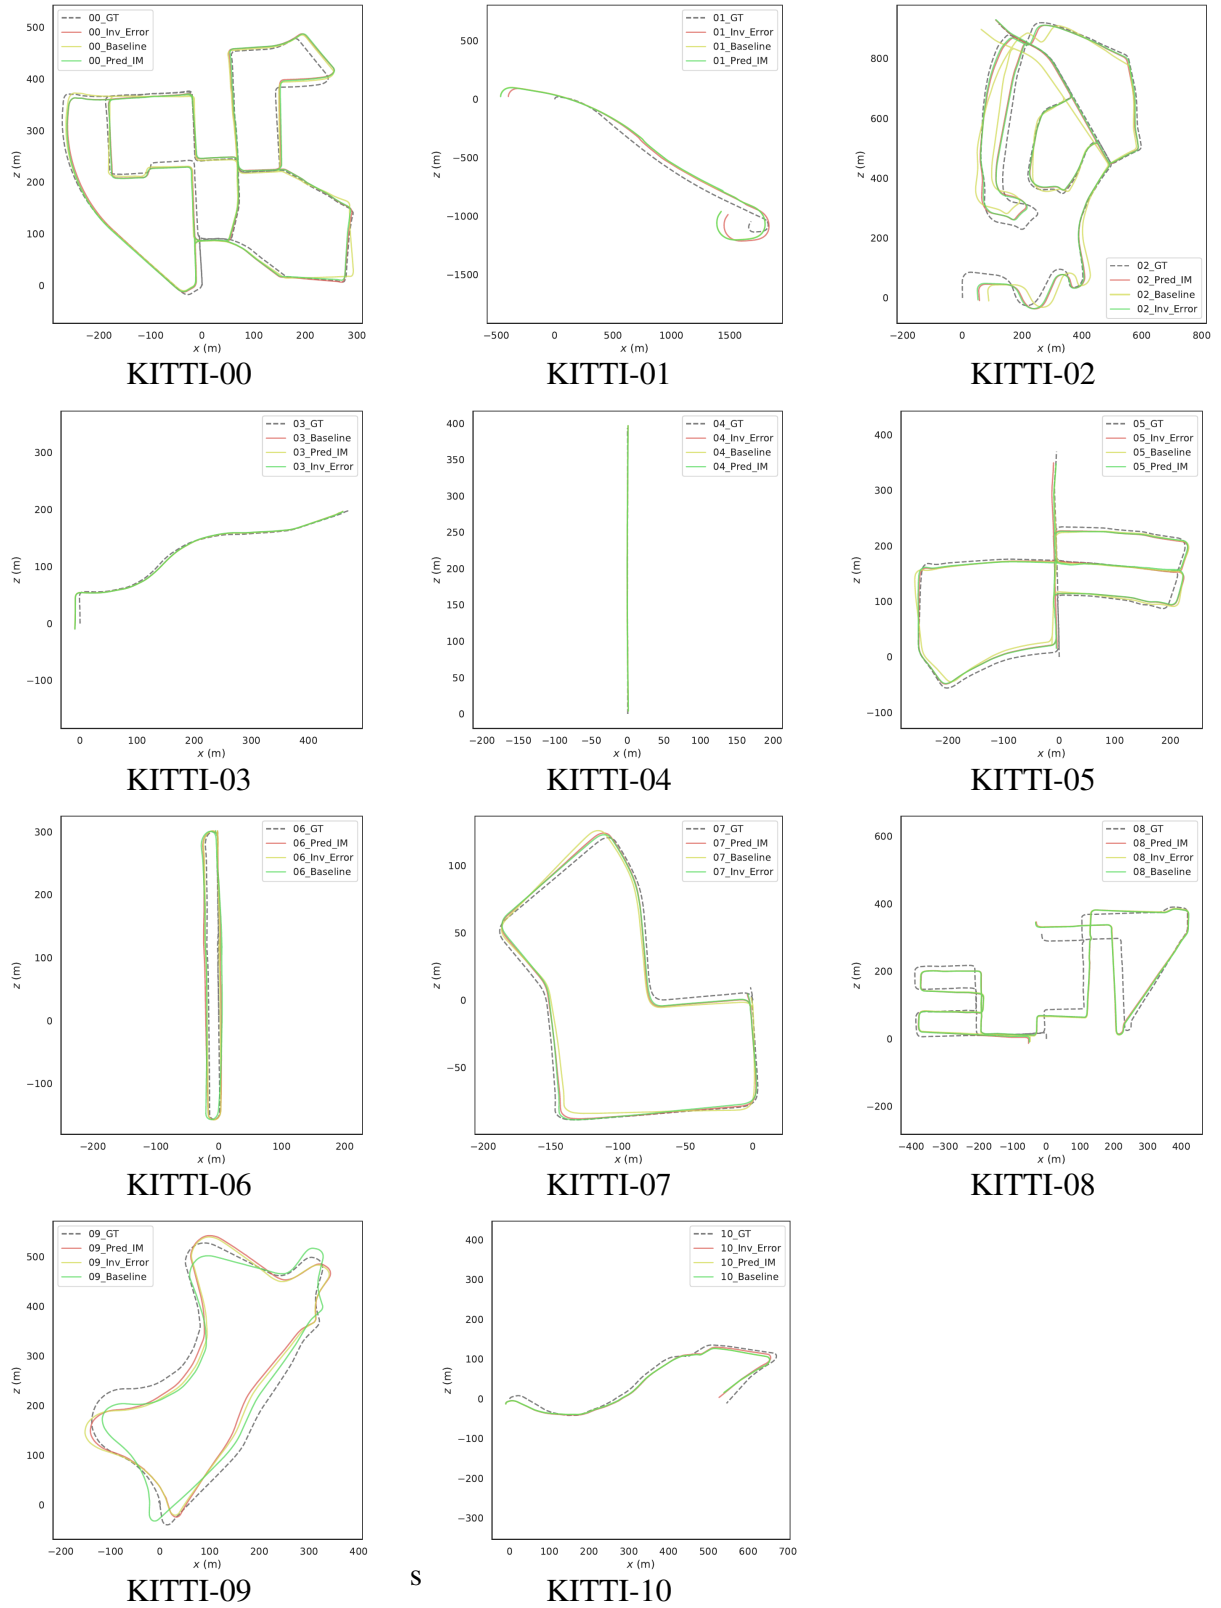 00_GT
00_Inv_Error
00_Baseline
00_Pred_IM
500
400
300
200
100
0
z (m)
−200 −100 0 100 200 300
x (m)
KITTI-00
01_GT
01_Inv_Error
01_Baseline
01_Pred_IM
500
0
−500
−1000
−1500
z (m)
−500 0 500 1000 1500
x (m)
KITTI-01
02_GT
02_Pred_IM
02_Baseline
02_Inv_Error
800
600
400
200
0
z (m)
−200 0 200 400 600 800
x (m)
KITTI-02
03_GT
03_Baseline
03_Pred_IM
03_Inv_Error
300
200
100
0
−100
z (m)
0 100 200 300 400
x (m)
KITTI-03
04_GT
04_Inv_Error
04_Baseline
04_Pred_IM
400
350
300
250
200
150
100
50
0
z (m)
−200 −150 −100 −50 0 50 100 150 200
x (m)
KITTI-04
05_GT
05_Inv_Error
05_Baseline
05_Pred_IM
400
300
200
100
0
−100
z (m)
−200 −100 0 100 200
x (m)
KITTI-05
06_GT
06_Pred_IM
06_Inv_Error
06_Baseline
300
200
100
0
−100
z (m)
−200 −100 0 100 200
x (m)
KITTI-06
07_GT
07_Pred_IM
07_Baseline
07_Inv_Error
100
50
0
−50
z (m)
−200 −150 −100 −50 0
x (m)
KITTI-07
08_GT
08_Pred_IM
08_Inv_Error
08_Baseline
600
400
200
0
−200
z (m)
−400 −300 −200 −100 0 100 200 300 400
x (m)
KITTI-08
09_GT
09_Pred_IM
09_Inv_Error
09_Baseline
500
400
300
200
100
0
z (m)
−200 −100 0 100 200 300 400
x (m)
KITTI-09
s
10_GT
10_Inv_Error
10_Pred_IM
10_Baseline
400
300
200
100
0
−100
−200
−300
z (m)
0 100 200 300 400 500 600 700
x (m)
KITTI-10